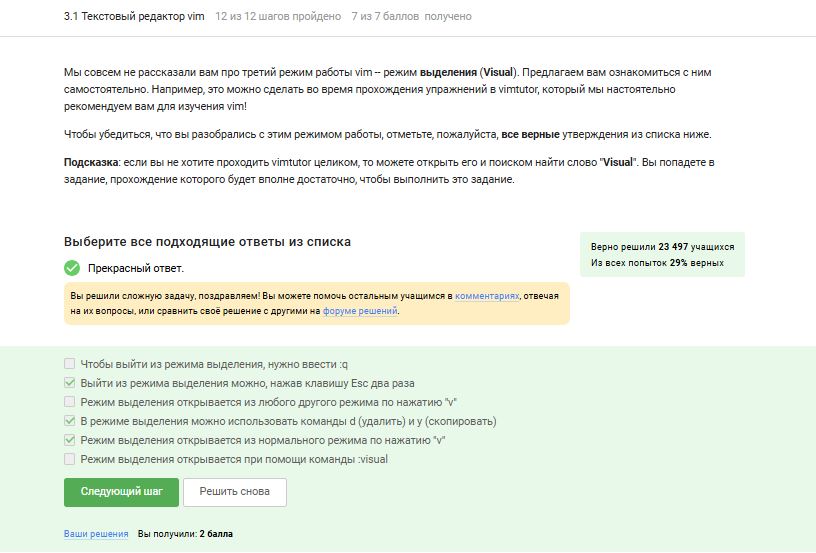 3.1 Текстовый редактор vim 12 из 12 шагов пройдено 7 из 7 баллов получено
Мы совсем не рассказали вам про третий режим работы vim -- режим выделения (Visual). Предлагаем вам ознакомиться с ним
самостоятельно. Например, это можно сделать во время прохождения упражнений в vimtutor, который мы настоятельно
рекомендуем вам для изучения vim!
Чтобы убедиться, что вы разобрались с этим режимом работы, отметьте, пожалуйста, все верные утверждения из списка ниже.
Подсказка: если вы не хотите проходить vimtutor целиком, то можете открыть его и поиском найти слово "Visual". Вы попадете в
задание, прохождение которого будет вполне достаточно, чтобы выполнить это задание.
Выберите все подходящие ответы из списка
Верно решили 23 497 учащихся
Из всех попыток 29% верных
Прекрасный ответ.
Вы решили сложную задачу, поздравляем! Вы можете помочь остальным учащимся в комментариях, отвечая
на их вопросы, или сравнить своё решение с другими на форуме решений.
Чтобы выйти из режима выделения, нужно ввести :q
Выйти из режима выделения можно, нажав клавишу Esc два раза
Режим выделения открывается из любого другого режима по нажатию "v"
В режиме выделения можно использовать команды d (удалить) и y (скопировать)
Режим выделения открывается из нормального режима по нажатию "v"
Режим выделения открывается при помощи команды :visual
Следующий шаг Решить снова
Ваши решения Вы получили: 2 балла